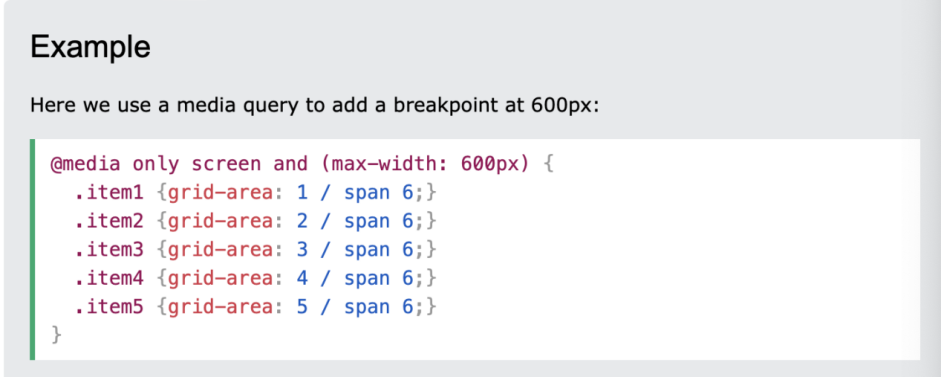 Example
Here we use a media query to add a breakpoint at 600px:
@media only screen and (max-width: 600px) {
  .item1 {grid-area: 1 / span 6;}
  .item2 {grid-area: 2 / span 6;}
  .item3 {grid-area: 3 / span 6;}
  .item4 {grid-area: 4 / span 6;}
  .item5 {grid-area: 5 / span 6;}
}